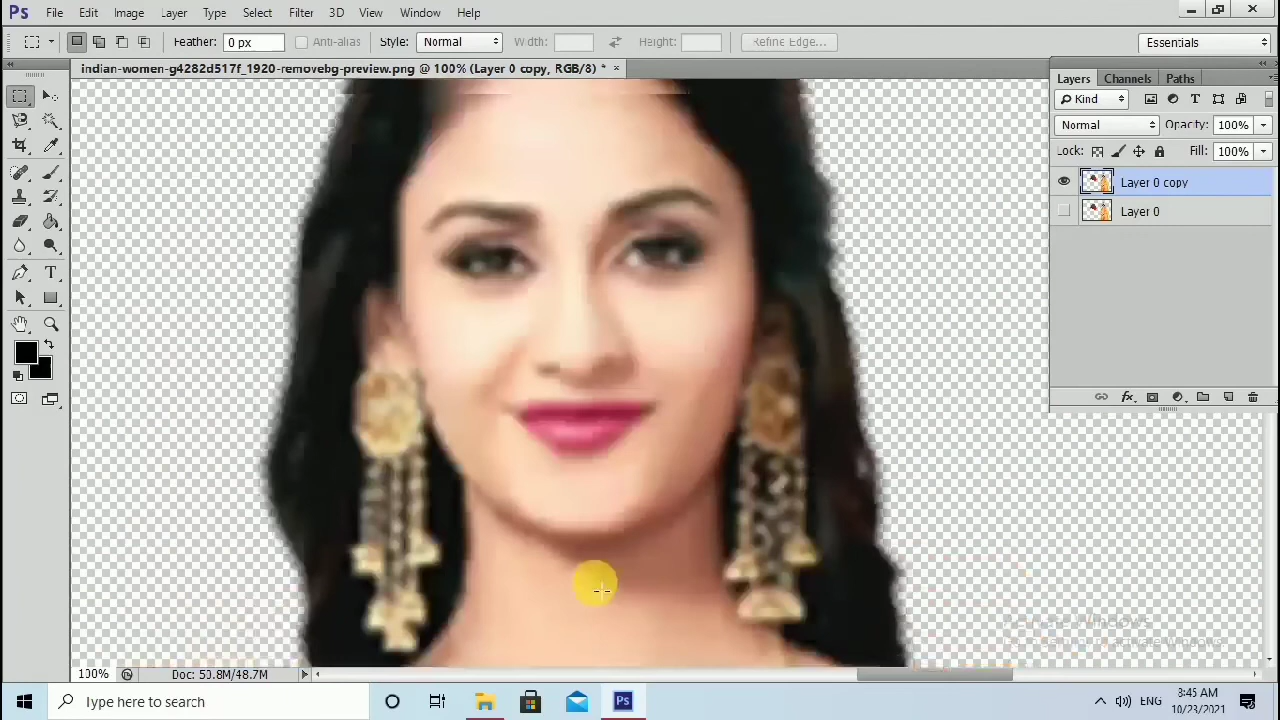 Ps File Edit Image Layer Type Select Filter 3D View Window Help
Feather: 0 px Anti-alias Style: Normal Width: Height: Refine Edge... Essentials
indian-women-g4282d517f_1920-removebg-preview.png @ 100% (Layer 0 copy, RGB/8) * ×
Layers Channels Paths
Kind
Normal Opacity: 100%
Lock: Fill: 100%
Layer 0 copy
Layer 0
100% Doc: 50.8M/48.7M
Type here to search
Ps
ENG
3:45 AM
10/23/2021